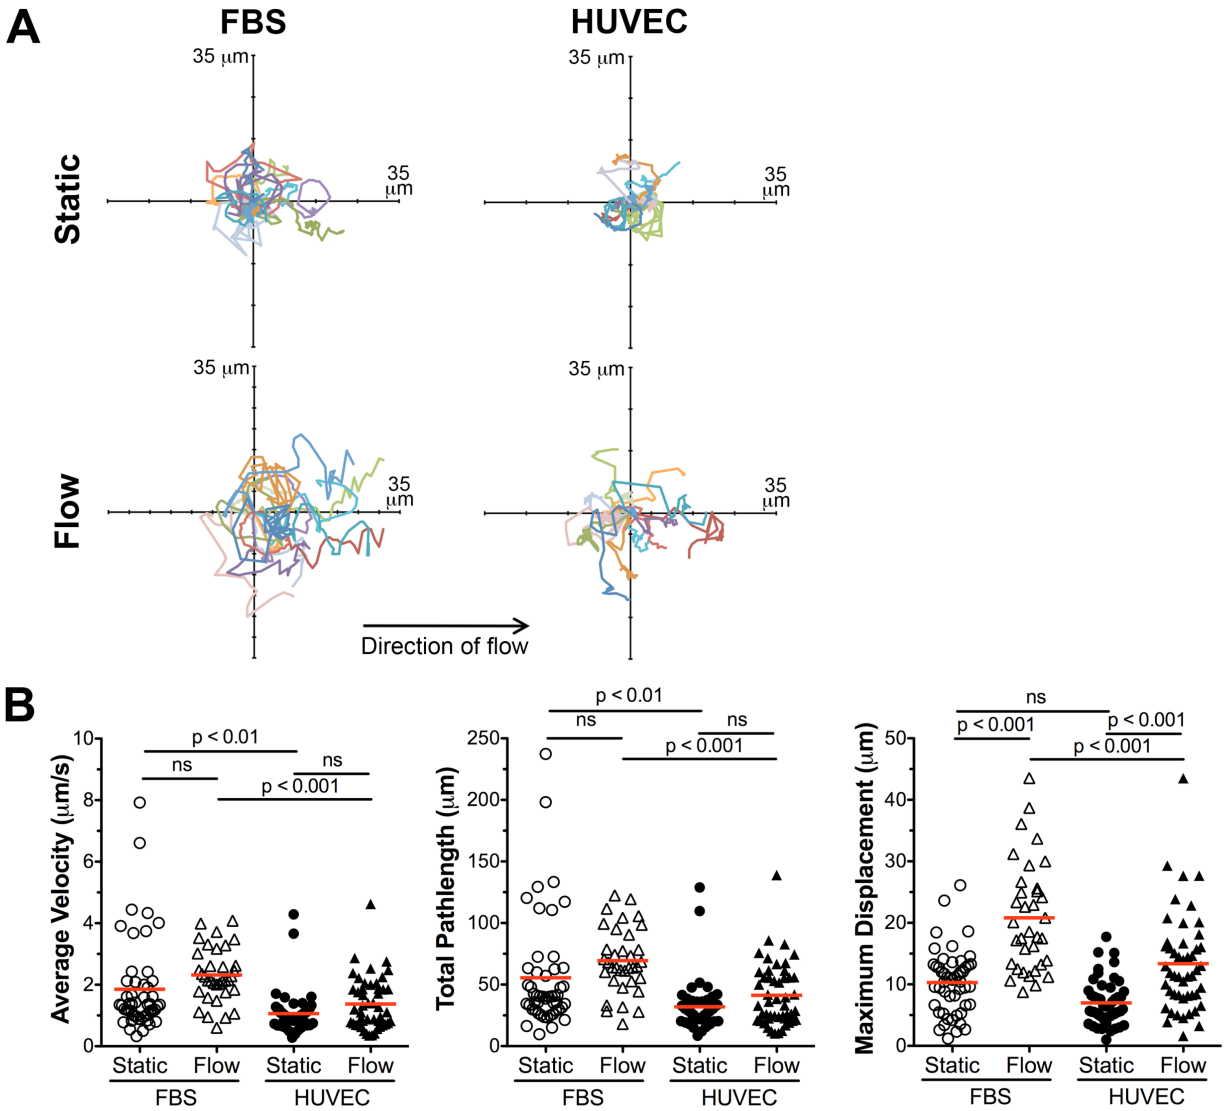 A
FBS
HUVEC
Static
35 μm
35
μm
35 μm
35
μm
Flow
35 μm
35
μm
35 μm
35
μm
Direction of flow
B
Average Velocity (μm/s)
10
8
6
4
2
0
p < 0.01
ns
ns
p < 0.001
Static
Flow
Static
Flow
FBS
HUVEC
Total Pathlength (μm)
250
200
150
100
50
0
p < 0.01
ns
ns
p < 0.001
Static
Flow
Static
Flow
FBS
HUVEC
Maximum Displacement (μm)
50
40
30
20
10
0
ns
p < 0.001
p < 0.001
p < 0.001
Static
Flow
Static
Flow
FBS
HUVEC